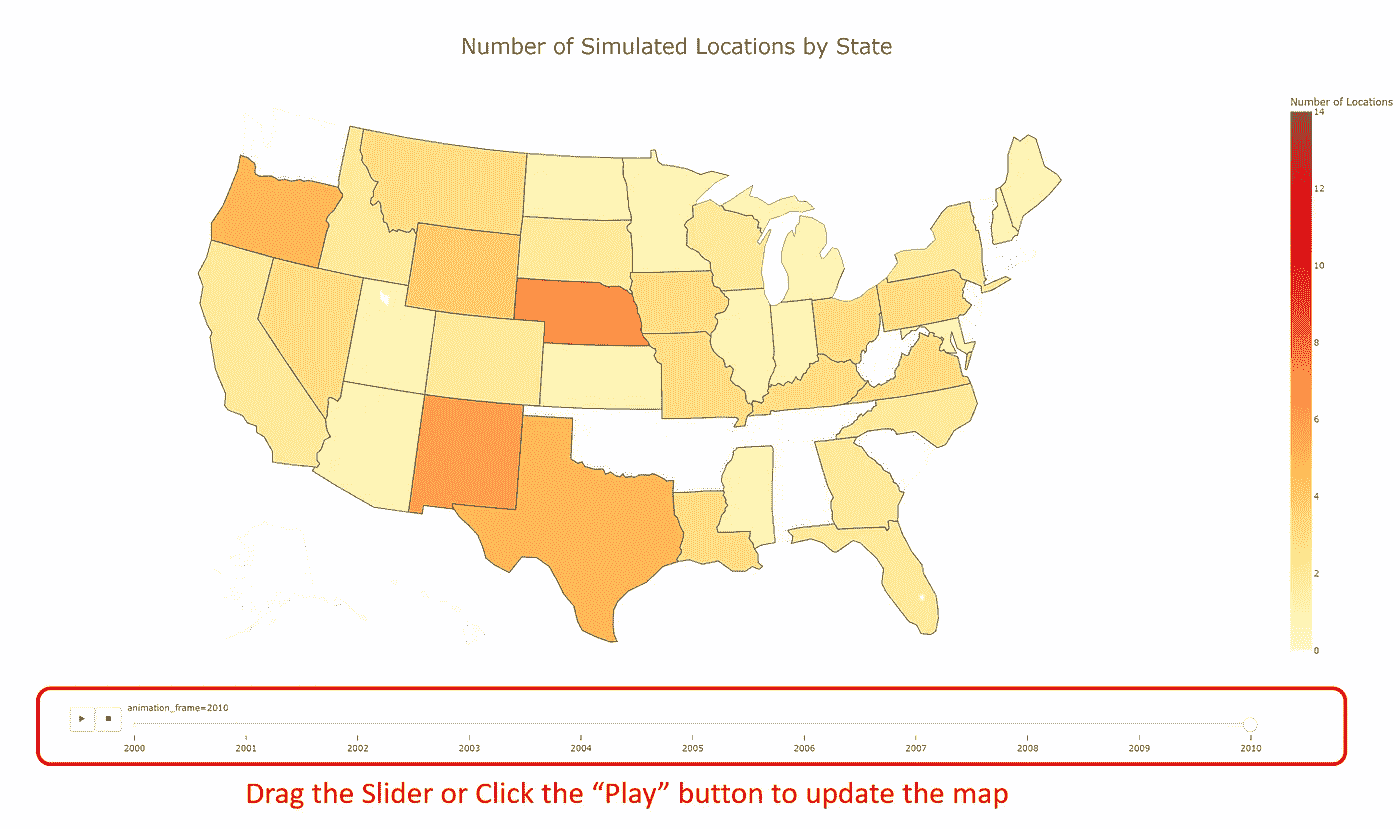 Number of Simulated Locations by State
Number of Locations
14
12
10
8
6
4
2
0
animation_frame=2010
2000 2001 2002 2003 2004 2005 2006 2007 2008 2009 2010
Drag the Slider or Click the “Play” button to update the map